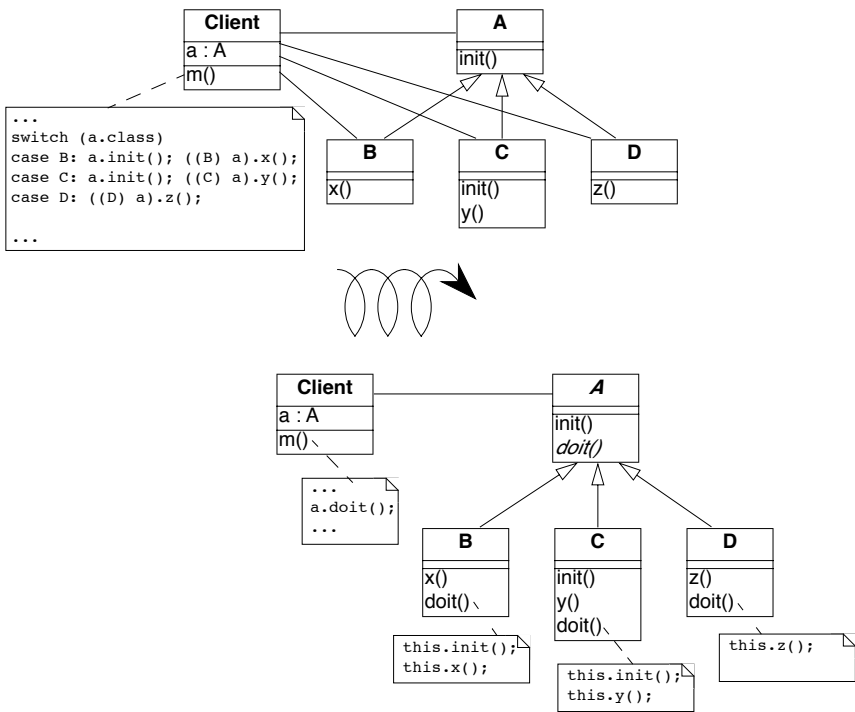 Client
a : A
m()
A
init()
...
switch (a.class)
case B: a.init(); ((B) a).x();
case C: a.init(); ((C) a).y();
case D: ((D) a).z();
...
B
x()
C
init()
y()
D
z()
Client
a : A
m()
A
init()
doit()
...
a.doit();
...
B
x()
doit()
C
init()
y()
doit()
D
z()
doit()
this.init();
this.x();
this.init();
this.y();
this.z();